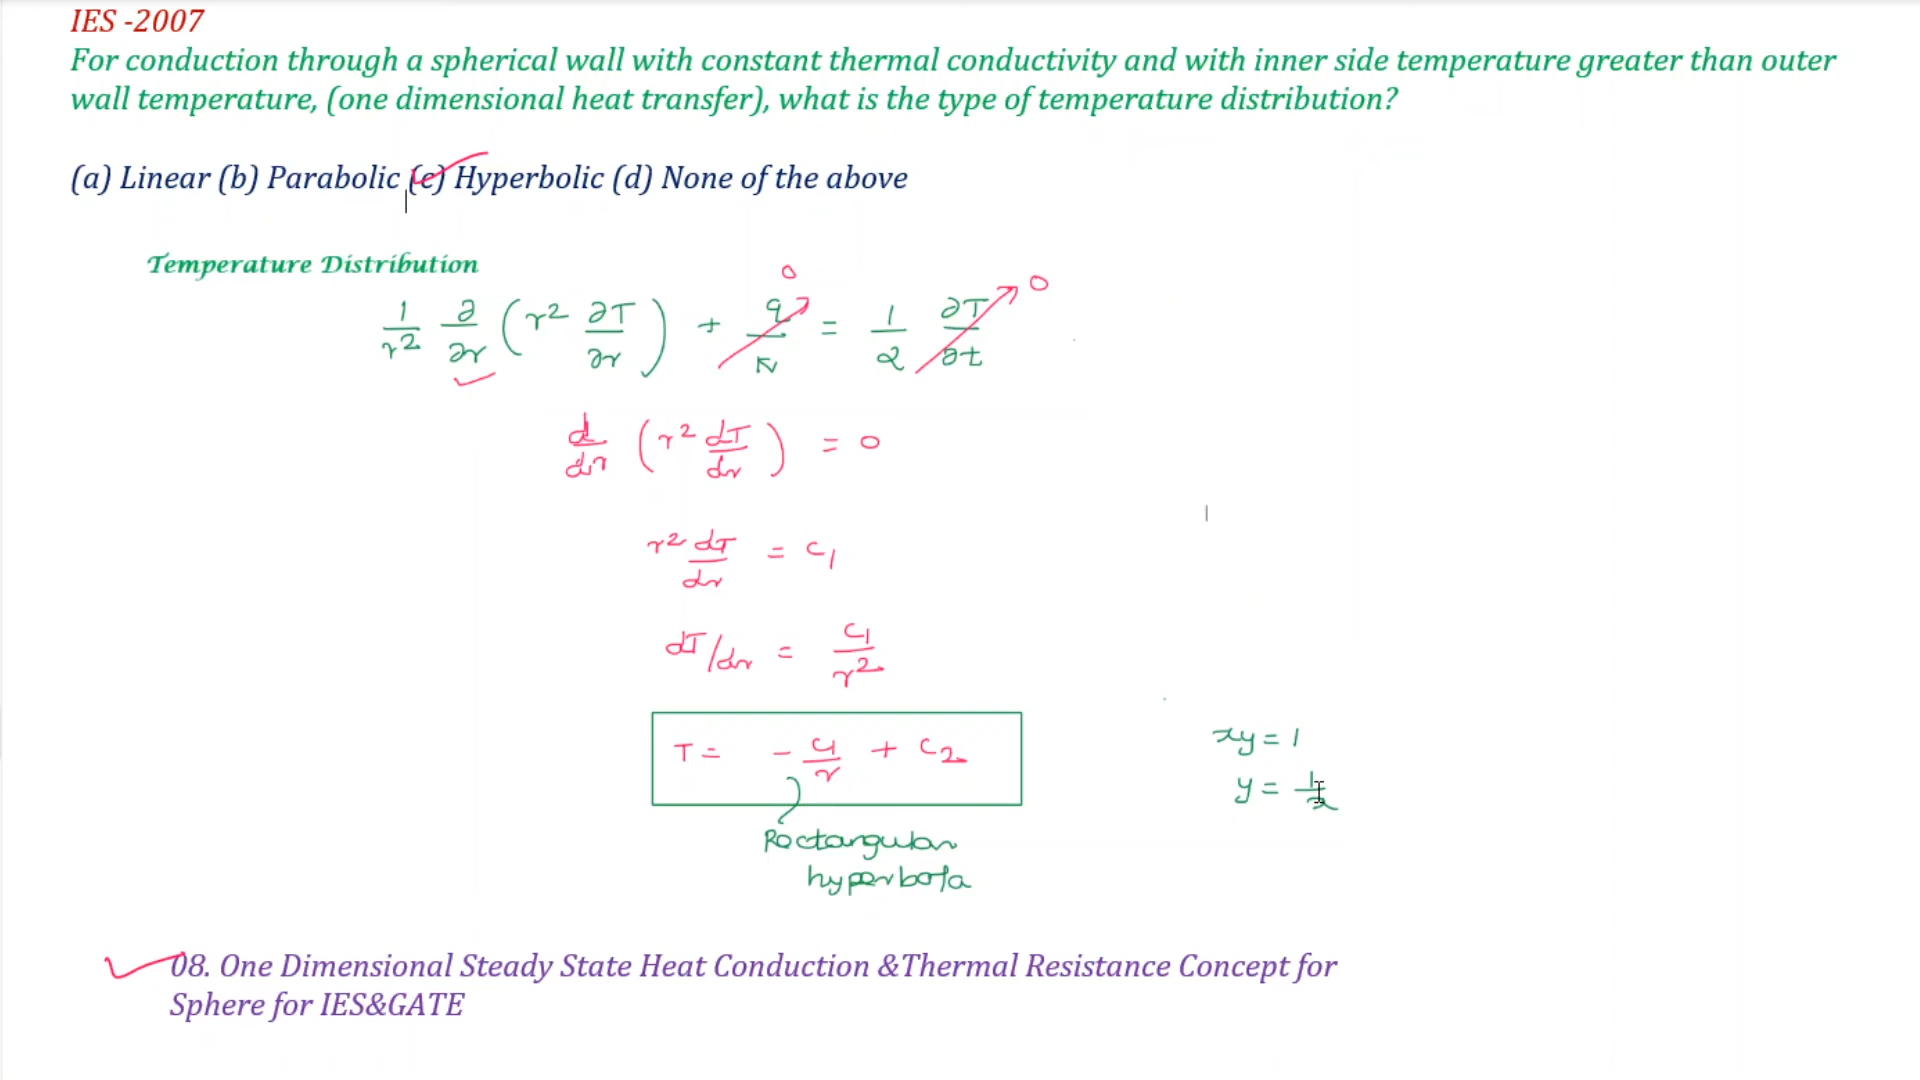 IES -2007
For conduction through a spherical wall with constant thermal conductivity and with inner side temperature greater than outer
wall temperature, (one dimensional heat transfer), what is the type of temperature distribution?
(a) Linear (b) Parabolic (c) Hyperbolic (d) None of the above
Temperature Distribution
1/r² ∂/∂r (r² ∂T/∂r) + q/k = 1/α ∂T/∂t
0
0
d/dr (r² dT/dr) = 0
r² dT/dr = C₁
dT/dr = C₁/r²
T = - C₁/r + C₂
xy = 1
y = 1/x
Rectangular
hyperbola
08. One Dimensional Steady State Heat Conduction &Thermal Resistance Concept for
Sphere for IES&GATE